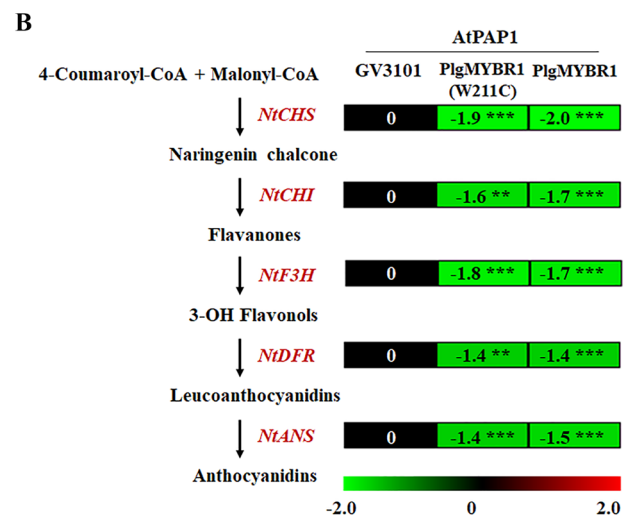 B
AtPAP1
4-Coumaroyl-CoA + Malonyl-CoA
GV3101 PlgMYBR1 (W211C) PlgMYBR1
NtCHS 0 -1.9 *** -2.0 ***
Naringenin chalcone
NtCHI 0 -1.6 ** -1.7 ***
Flavanones
NtF3H 0 -1.8 *** -1.7 ***
3-OH Flavonols
NtDFR 0 -1.4 ** -1.4 ***
Leucoanthocyanidins
NtANS 0 -1.4 *** -1.5 ***
Anthocyanidins
-2.0 0 2.0